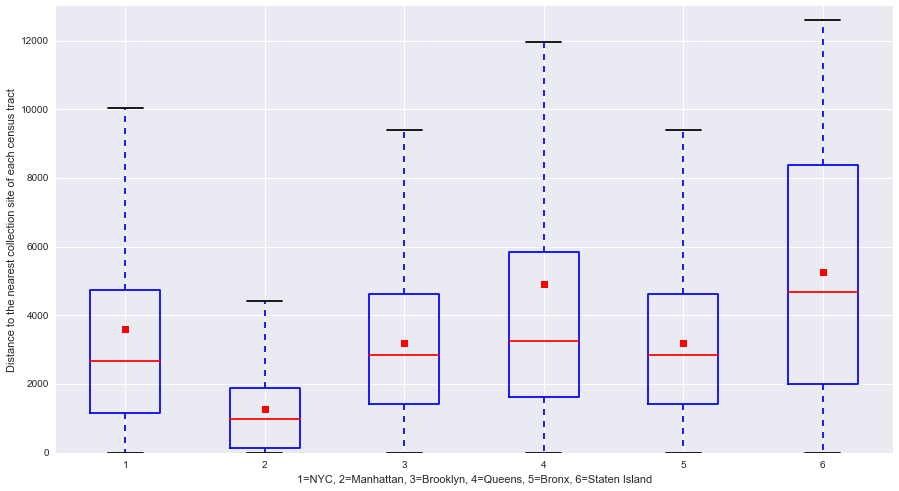 Distance to the nearest collection site of each census tract
12000
10000
8000
6000
4000
2000
0
1 2 3 4 5 6
1=NYC, 2=Manhattan, 3=Brooklyn, 4=Queens, 5=Bronx, 6=Staten Island